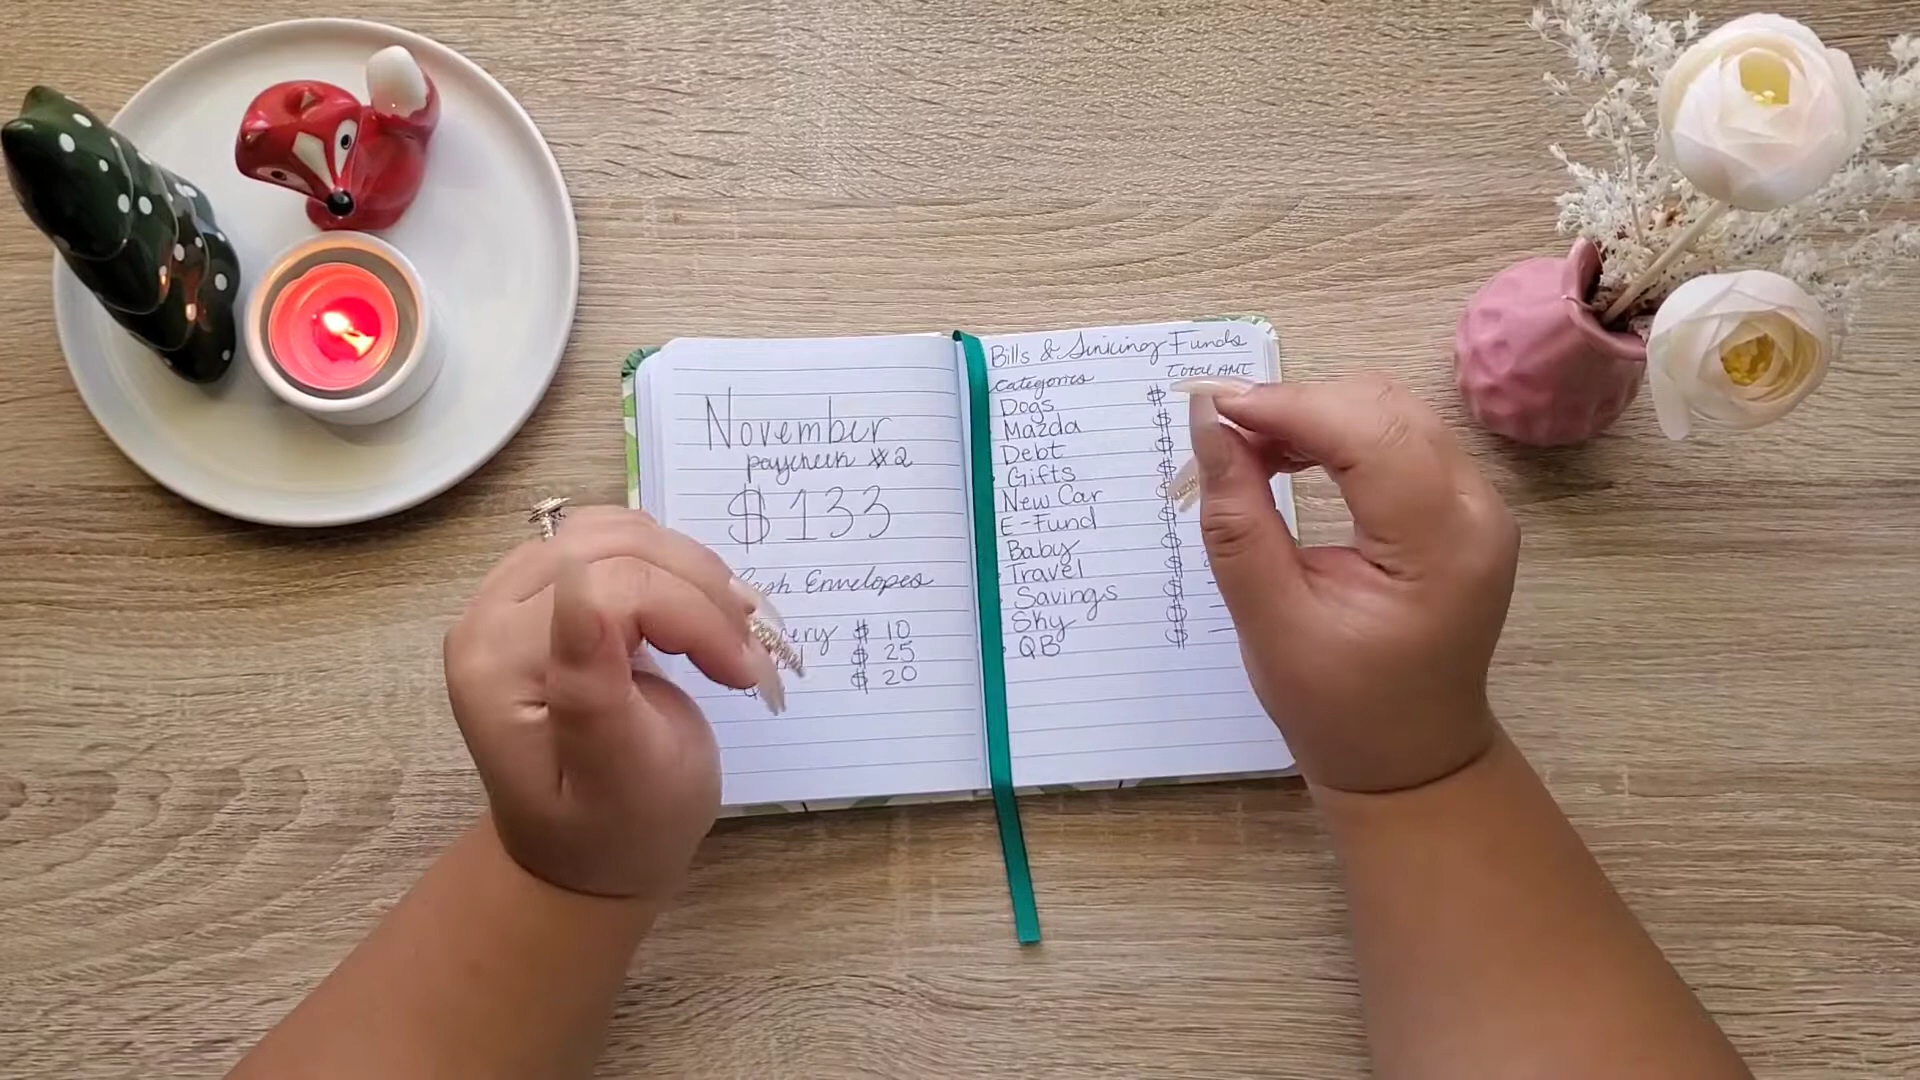 November
paycheck #2
$133
Cash Envelopes
$ 10
$ 25
$ 20
Bills & Sinking Funds
Categories Total AMT
Dogs $
Mazda $
Debt $
Gifts $
New Car $
E-Fund $
Baby $
Travel $
Savings $
Sky $
QB $